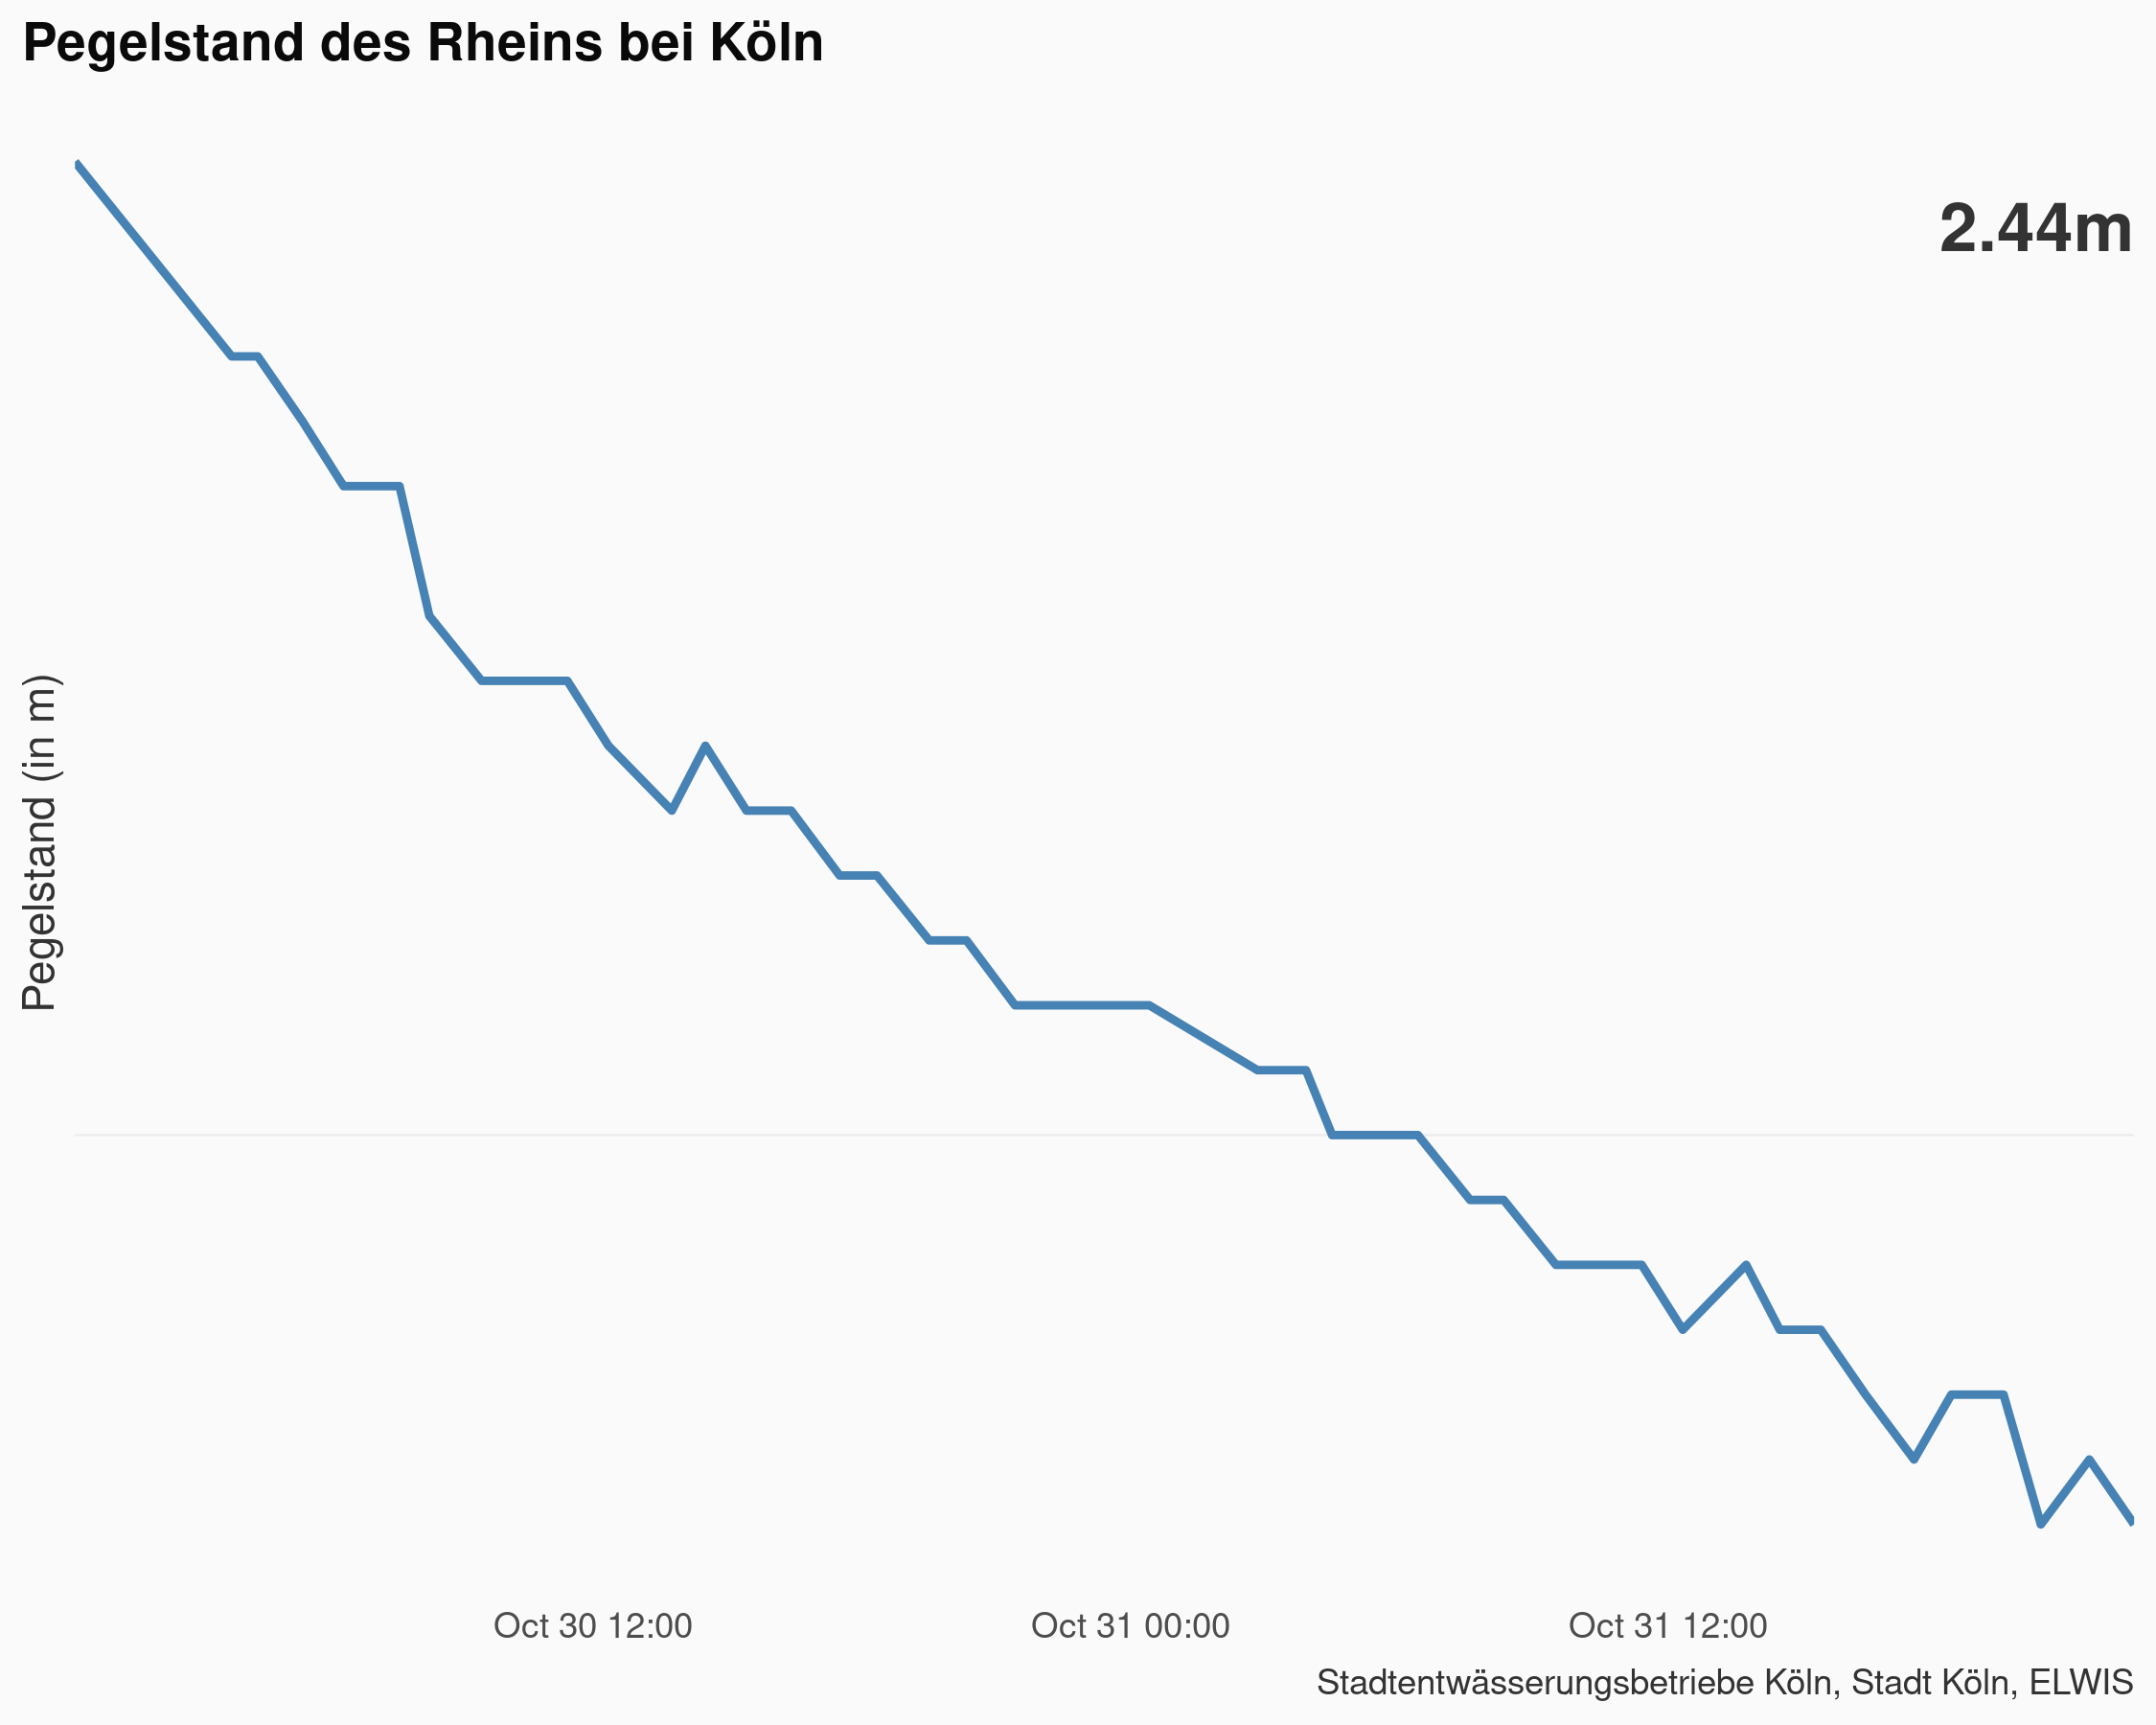 Pegelstand des Rheins bei Köln
2.44m
Pegelstand (in m)
Oct 30 12:00
Oct 31 00:00
Oct 31 12:00
Stadtentwässerungsbetriebe Köln, Stadt Köln, ELWIS